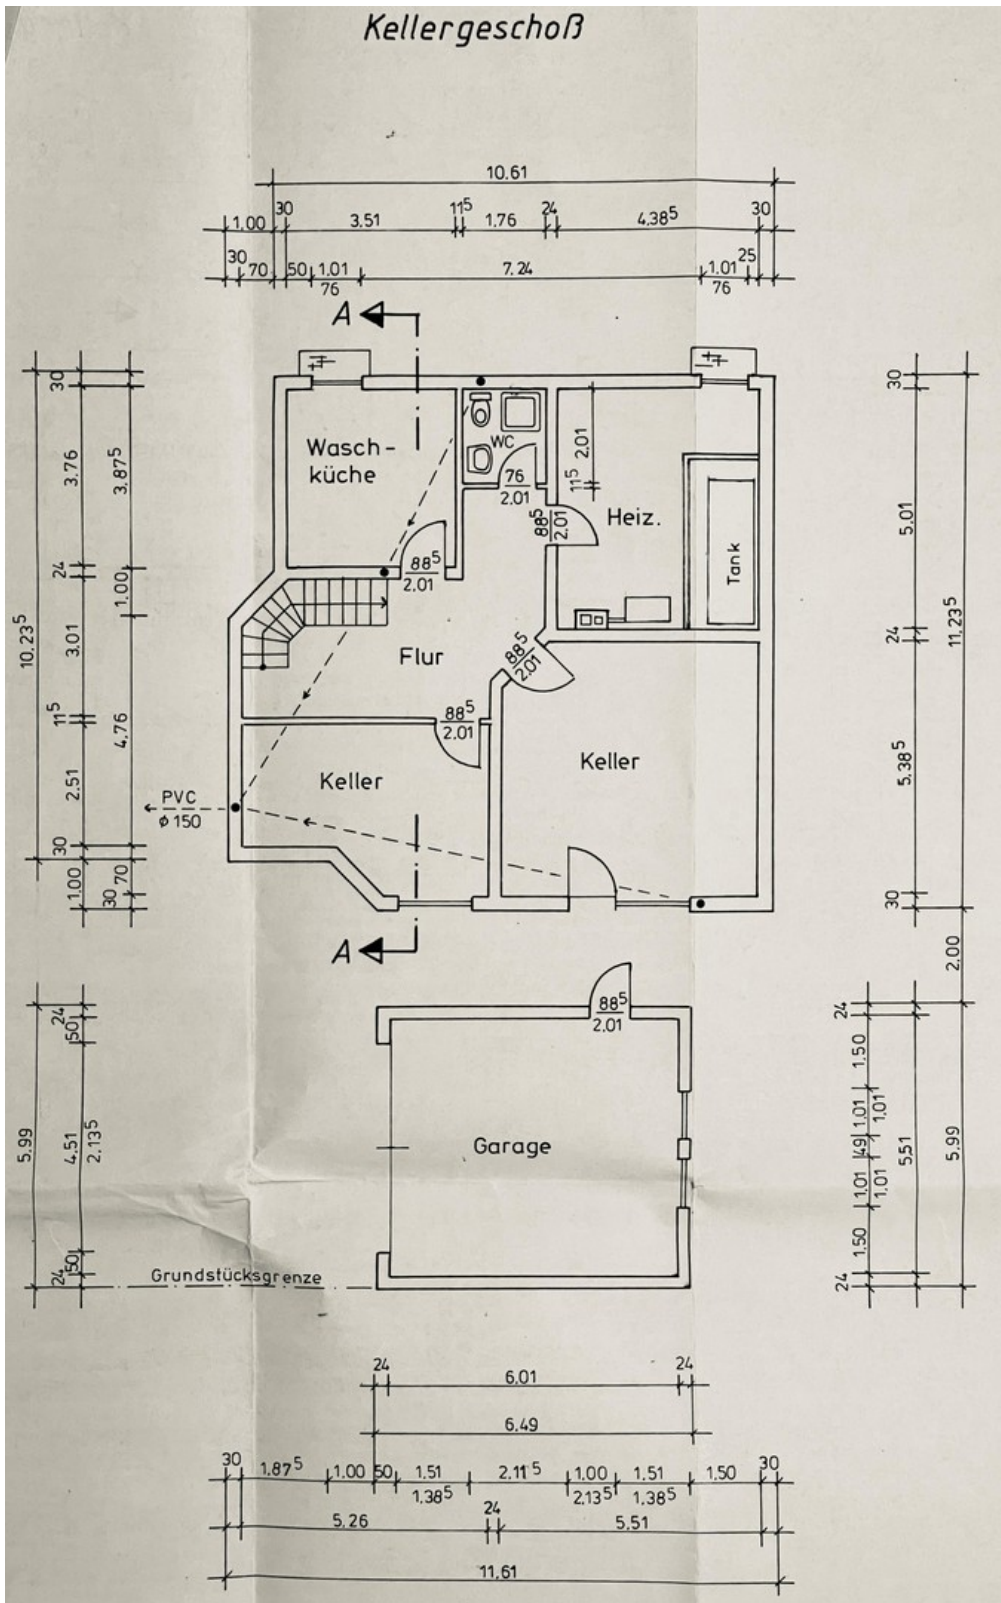 Kellergeschoß
10.61
1.00 30 3.51 11⁵ 1.76 24 4.38⁵ 30
30 70 50 1.01 7.24 1.01 25
76 76
A
30
3.76
24
3.01
11⁵
2.51
30
1.00
10.23⁵
3.87⁵
1.00
4.76
70
30
Wasch-
küche
WC
76
2.01
2.01
11⁵
88⁵
2.01
Heiz.
Tank
88⁵
2.01
Flur
88⁵
2.01
88⁵
2.01
Keller
Keller
PVC
ø 150
A
30
5.01
24
5.38⁵
30
11.23⁵
2.00
88⁵
2.01
Garage
24
50
4.51
2.13⁵
50
24
5.99
24
1.50
1.01
1.01
49
1.01
1.01
1.50
24
5.51
5.99
Grundstücksgrenze
24 6.01 24
6.49
30 1.87⁵ 1.00 50 1.51 2.11⁵ 1.00 1.51 1.50 30
1.38⁵ 2.13⁵ 1.38⁵
5.26 24 5.51
11.61